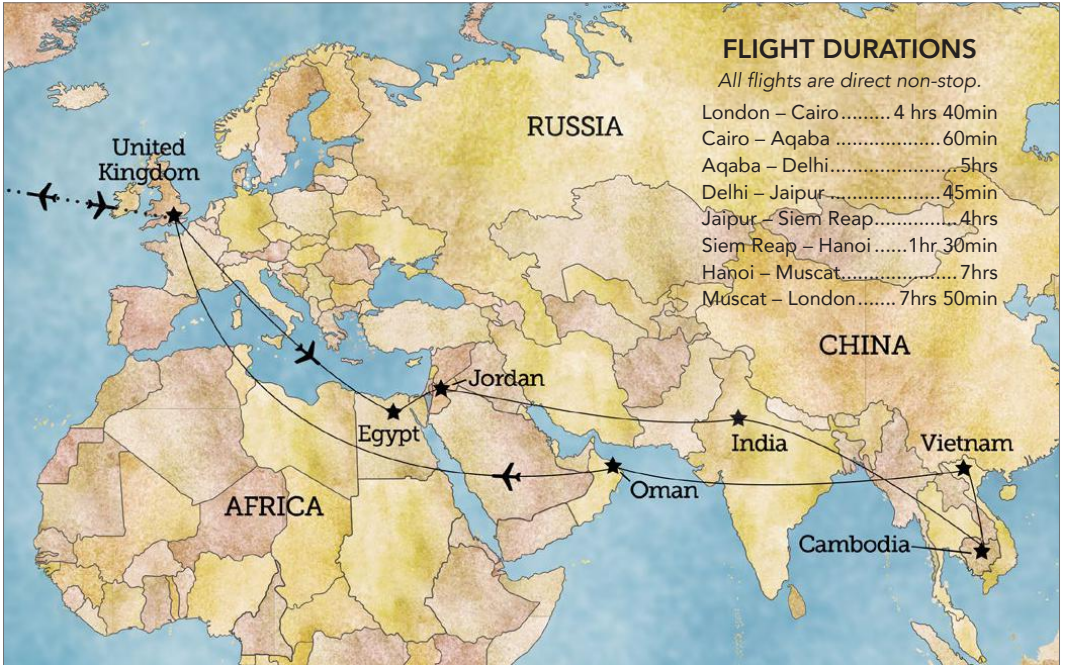 FLIGHT DURATIONS
All flights are direct non-stop.
London – Cairo......... 4 hrs 40min
Cairo – Aqaba ....................60min
Aqaba – Delhi........................5hrs
Delhi – Jaipur ......................45min
Jaipur – Siem Reap................4hrs
Siem Reap – Hanoi ......1hr 30min
Hanoi – Muscat......................7hrs
Muscat – London....... 7hrs 50min
RUSSIA
United
Kingdom
CHINA
Jordan
Egypt
India
Vietnam
Oman
AFRICA
Cambodia